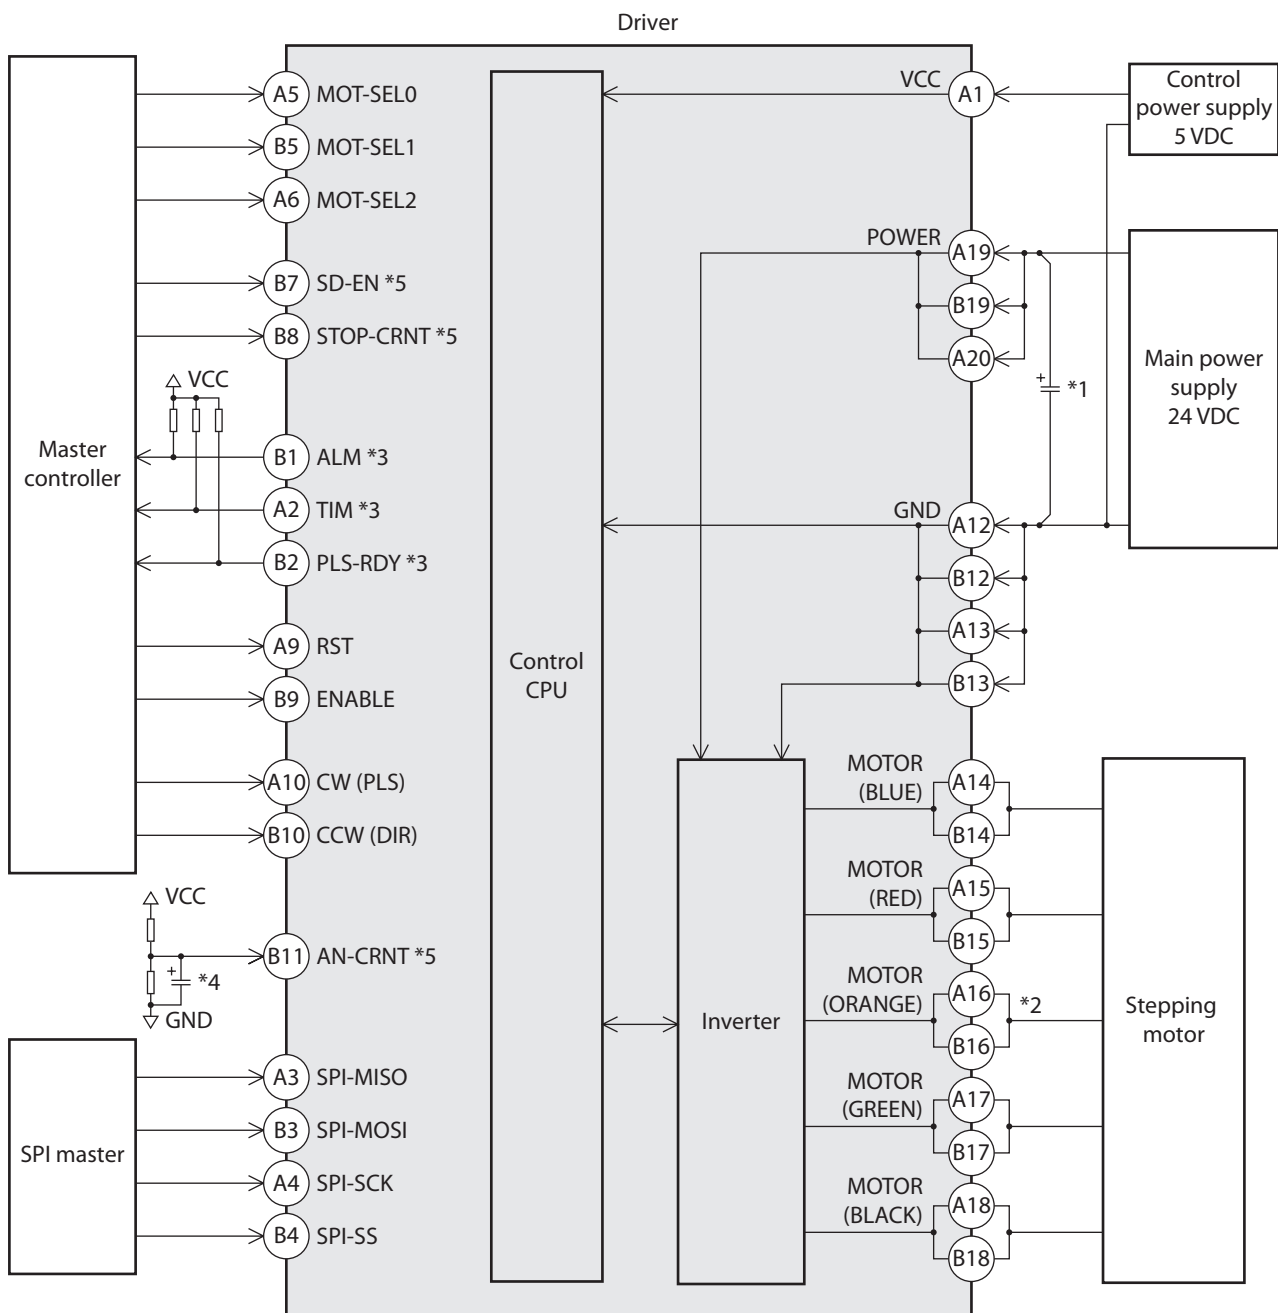 Driver
Master
controller
A5 MOT-SEL0
B5 MOT-SEL1
A6 MOT-SEL2
B7 SD-EN *5
B8 STOP-CRNT *5
VCC
B1 ALM *3
A2 TIM *3
B2 PLS-RDY *3
A9 RST
B9 ENABLE
A10 CW (PLS)
B10 CCW (DIR)
VCC
B11 AN-CRNT *5
*4
GND
SPI master
A3 SPI-MISO
B3 SPI-MOSI
A4 SPI-SCK
B4 SPI-SS
Control
CPU
VCC A1
Control
power supply
5 VDC
POWER A19
B19
A20
*1
Main power
supply
24 VDC
GND A12
B12
A13
B13
Inverter
MOTOR
(BLUE)
A14
B14
MOTOR
(RED)
A15
B15
MOTOR
(ORANGE)
A16
B16
*2
MOTOR
(GREEN)
A17
B17
MOTOR
(BLACK)
A18
B18
Stepping
motor